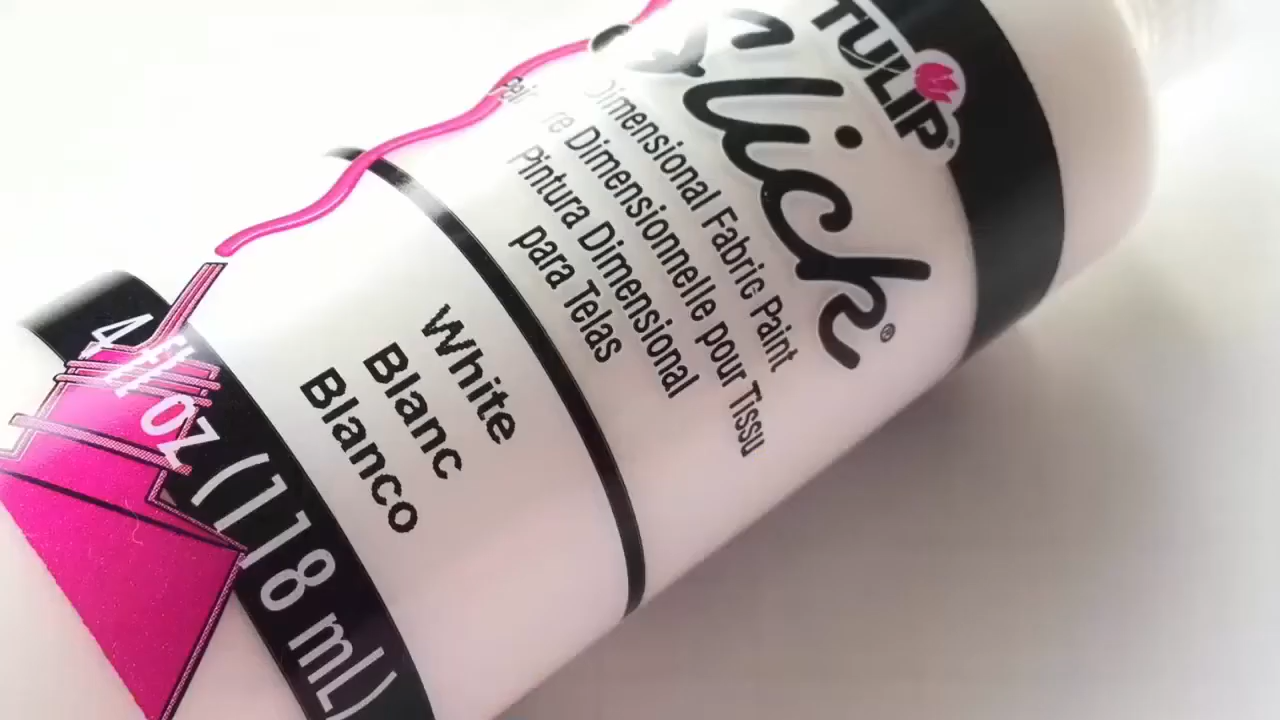 TULIP®
Slick®
Dimensional Fabric Paint
Peinture Dimensionnelle pour Tissu
Pintura Dimensional
para Telas
White
Blanc
Blanco
4 fl oz (118 mL)